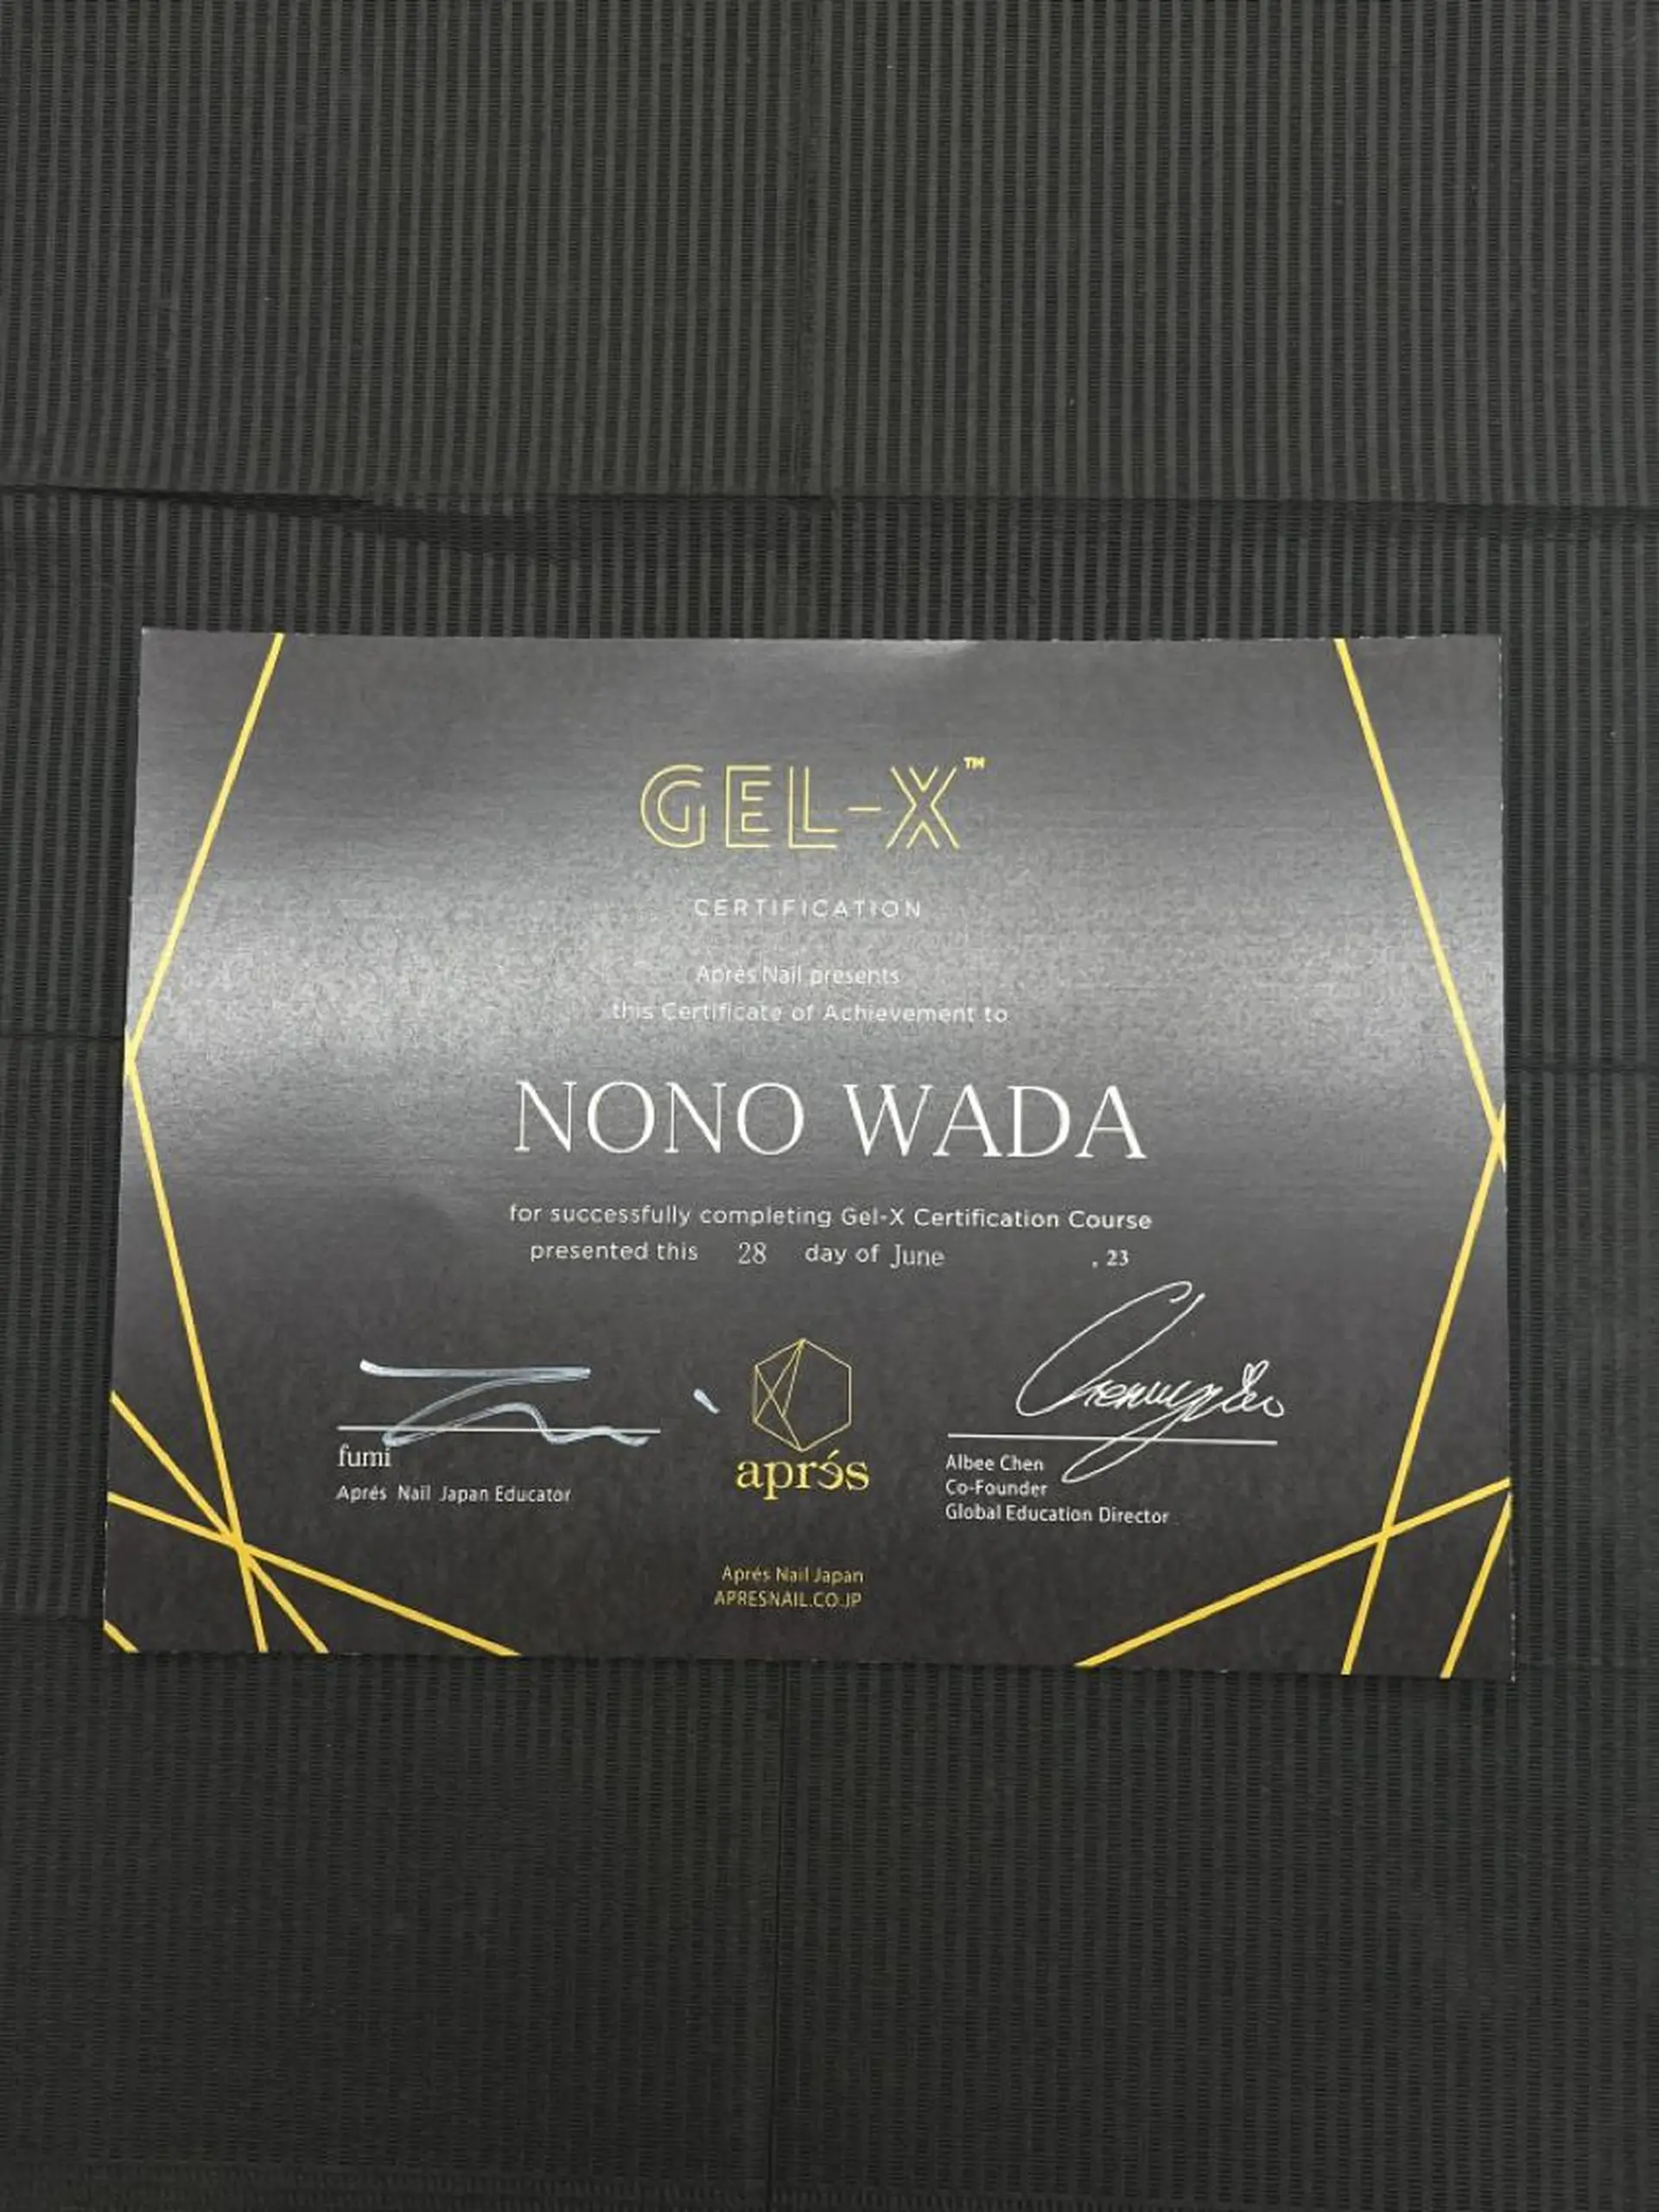 GEL-X™
CERTIFICATION
Aprés Nail presents
this Certificate of Achievement to
NONO WADA
for successfully completing Gel-X Certification Course
presented this 28 day of June , 23
fumi
Aprés Nail Japan Educator
aprés
Albee Chen
Co-Founder
Global Education Director
Aprés Nail Japan
APRESNAIL.CO.JP